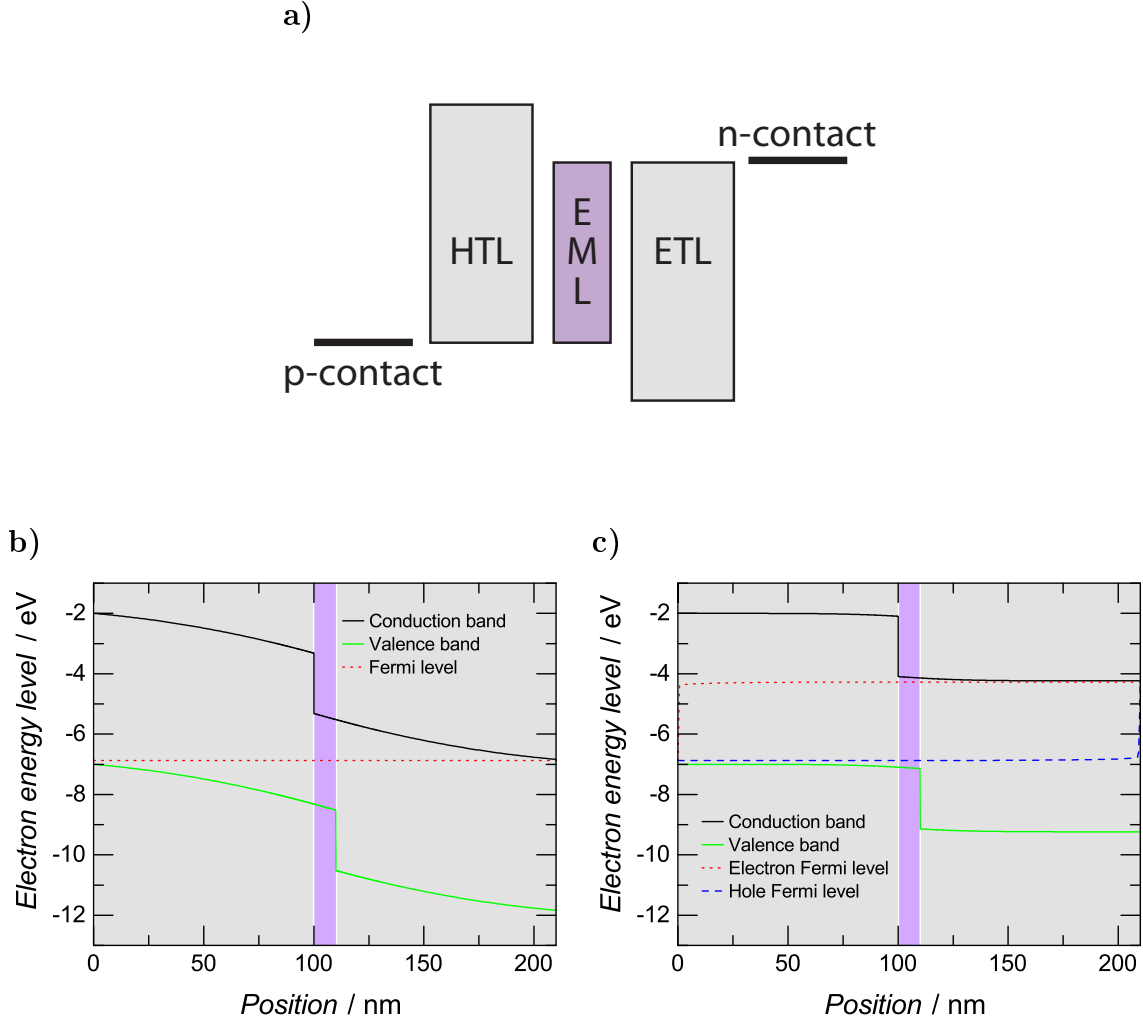 a)
n-contact
HTL
E
M
L
ETL
p-contact
b)
Electron energy level / eV
-2
-4
-6
-8
-10
-12
Conduction band
Valence band
Fermi level
0
50
100
150
200
Position / nm
c)
Electron energy level / eV
-2
-4
-6
-8
-10
-12
Conduction band
Valence band
Electron Fermi level
Hole Fermi level
0
50
100
150
200
Position / nm